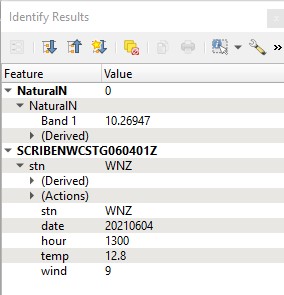 Identify Results
Feature Value
NaturalN 0
NaturalN
Band 1 10.26947
(Derived)
SCRIBENWCSTG060401Z
stn WNZ
(Derived)
(Actions)
stn WNZ
date 20210604
hour 1300
temp 12.8
wind 9